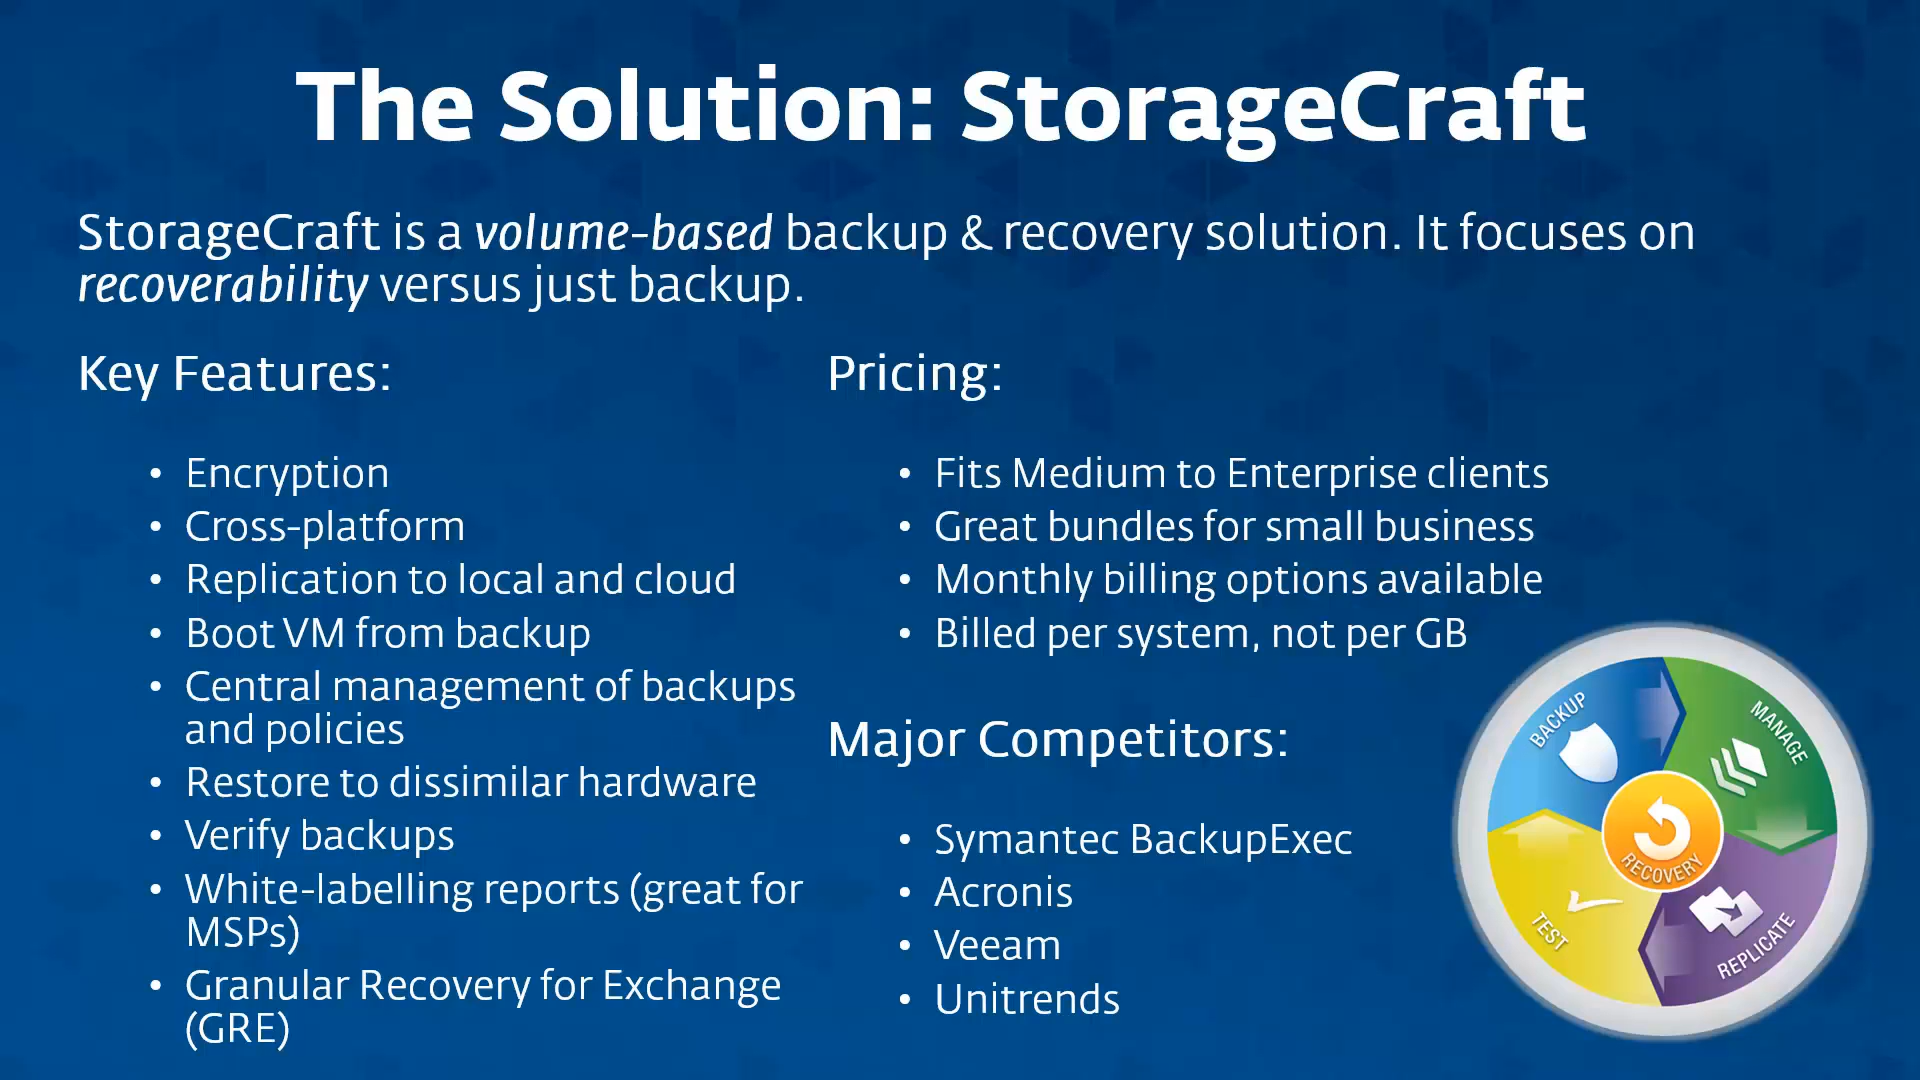 The Solution: StorageCraft
StorageCraft is a volume-based backup & recovery solution. It focuses on
recoverability versus just backup.
Key Features:
• Encryption
• Cross-platform
• Replication to local and cloud
• Boot VM from backup
• Central management of backups
and policies
• Restore to dissimilar hardware
• Verify backups
• White-labelling reports (great for
MSPs)
• Granular Recovery for Exchange
(GRE)
Pricing:
• Fits Medium to Enterprise clients
• Great bundles for small business
• Monthly billing options available
• Billed per system, not per GB
Major Competitors:
• Symantec BackupExec
• Acronis
• Veeam
• Unitrends
BACKUP
MANAGE
RECOVERY
TEST
REPLICATE